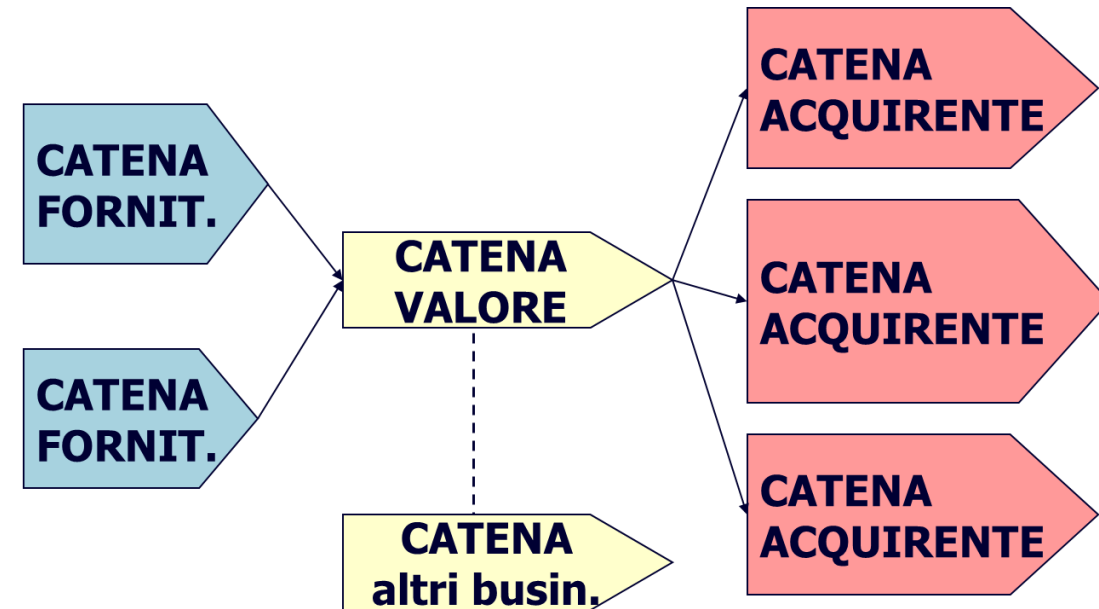 CATENA
FORNIT.
CATENA
FORNIT.
CATENA
VALORE
CATENA
altri busin.
CATENA
ACQUIRENTE
CATENA
ACQUIRENTE
CATENA
ACQUIRENTE